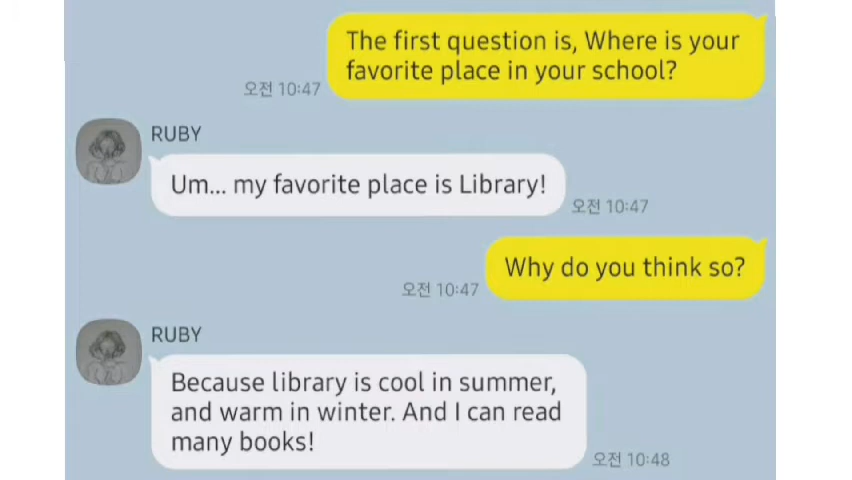 The first question is, Where is your
favorite place in your school?
오전 10:47
RUBY
Um... my favorite place is Library!
오전 10:47
Why do you think so?
오전 10:47
RUBY
Because library is cool in summer,
and warm in winter. And I can read
many books!
오전 10:48